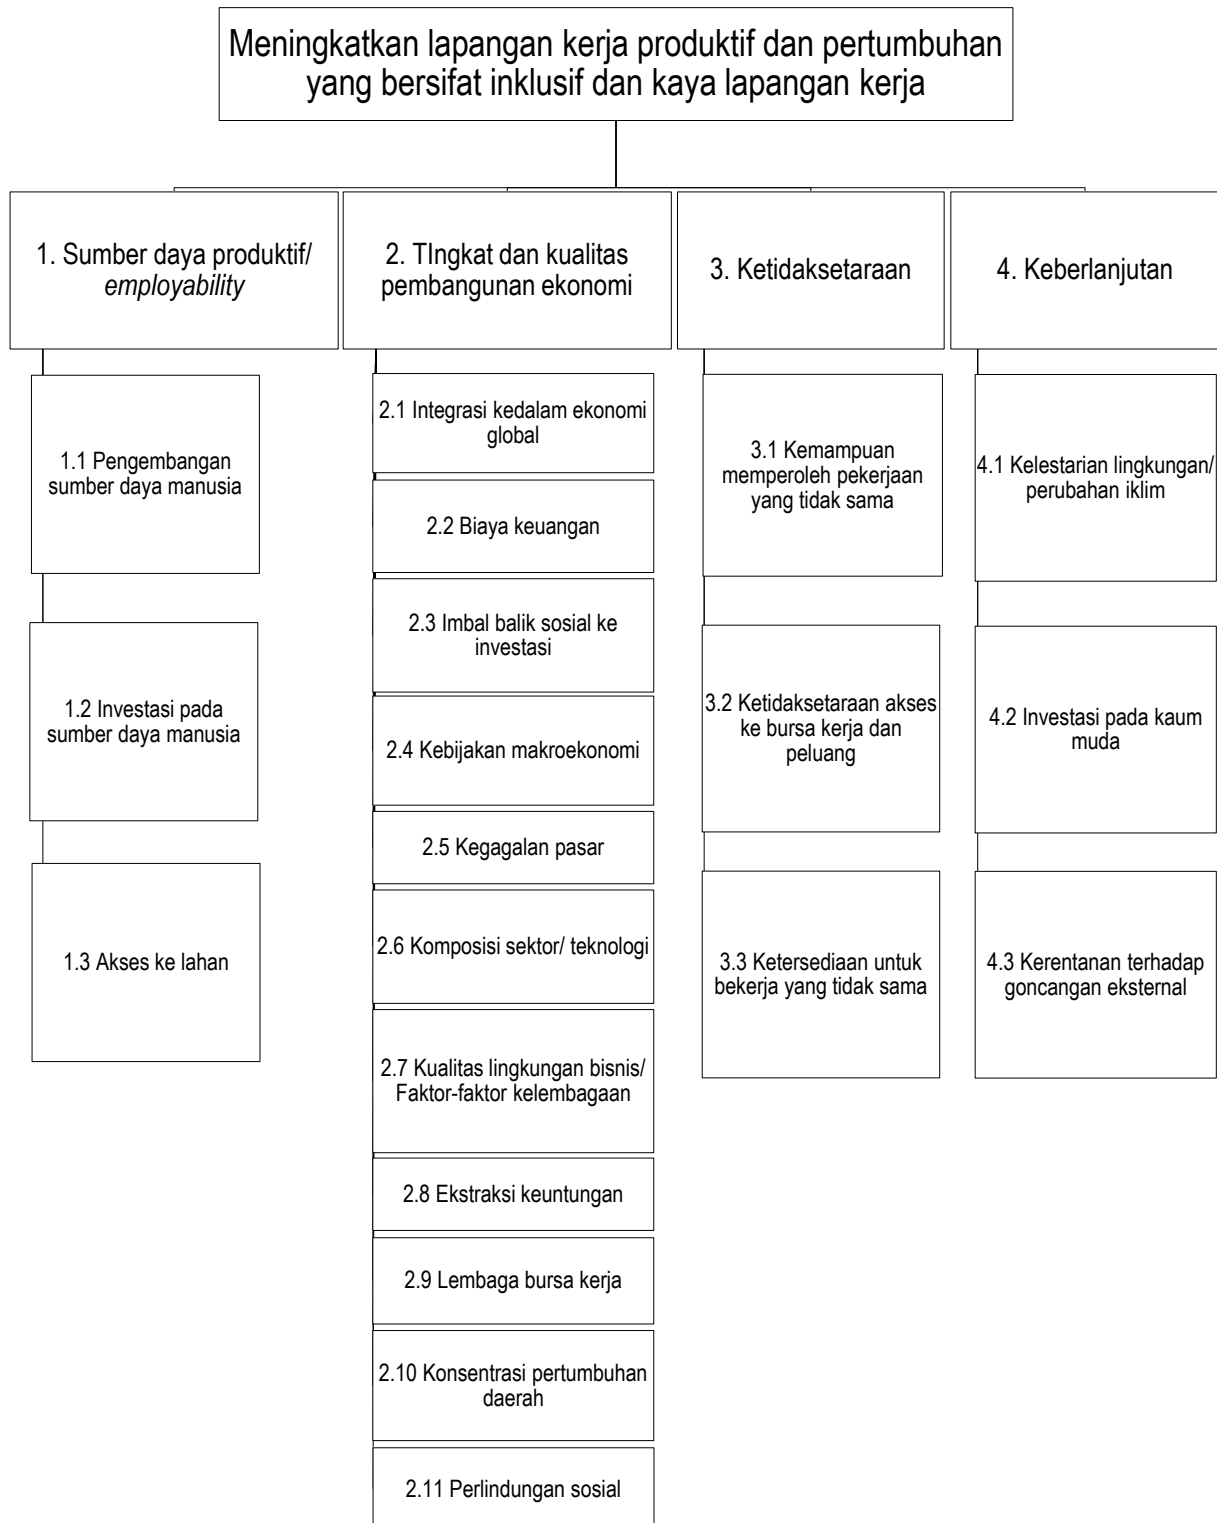 Meningkatkan lapangan kerja produktif dan pertumbuhan
yang bersifat inklusif dan kaya lapangan kerja
1. Sumber daya produktif/
employability
2. TIngkat dan kualitas
pembangunan ekonomi
3. Ketidaksetaraan
4. Keberlanjutan
1.1 Pengembangan
sumber daya manusia
1.2 Investasi pada
sumber daya manusia
1.3 Akses ke lahan
2.1 Integrasi kedalam ekonomi
global
2.2 Biaya keuangan
2.3 Imbal balik sosial ke
investasi
2.4 Kebijakan makroekonomi
2.5 Kegagalan pasar
2.6 Komposisi sektor/ teknologi
2.7 Kualitas lingkungan bisnis/
Faktor-faktor kelembagaan
2.8 Ekstraksi keuntungan
2.9 Lembaga bursa kerja
2.10 Konsentrasi pertumbuhan
daerah
2.11 Perlindungan sosial
3.1 Kemampuan
memperoleh pekerjaan
yang tidak sama
3.2 Ketidaksetaraan akses
ke bursa kerja dan
peluang
3.3 Ketersediaan untuk
bekerja yang tidak sama
4.1 Kelestarian lingkungan/
perubahan iklim
4.2 Investasi pada kaum
muda
4.3 Kerentanan terhadap
goncangan eksternal